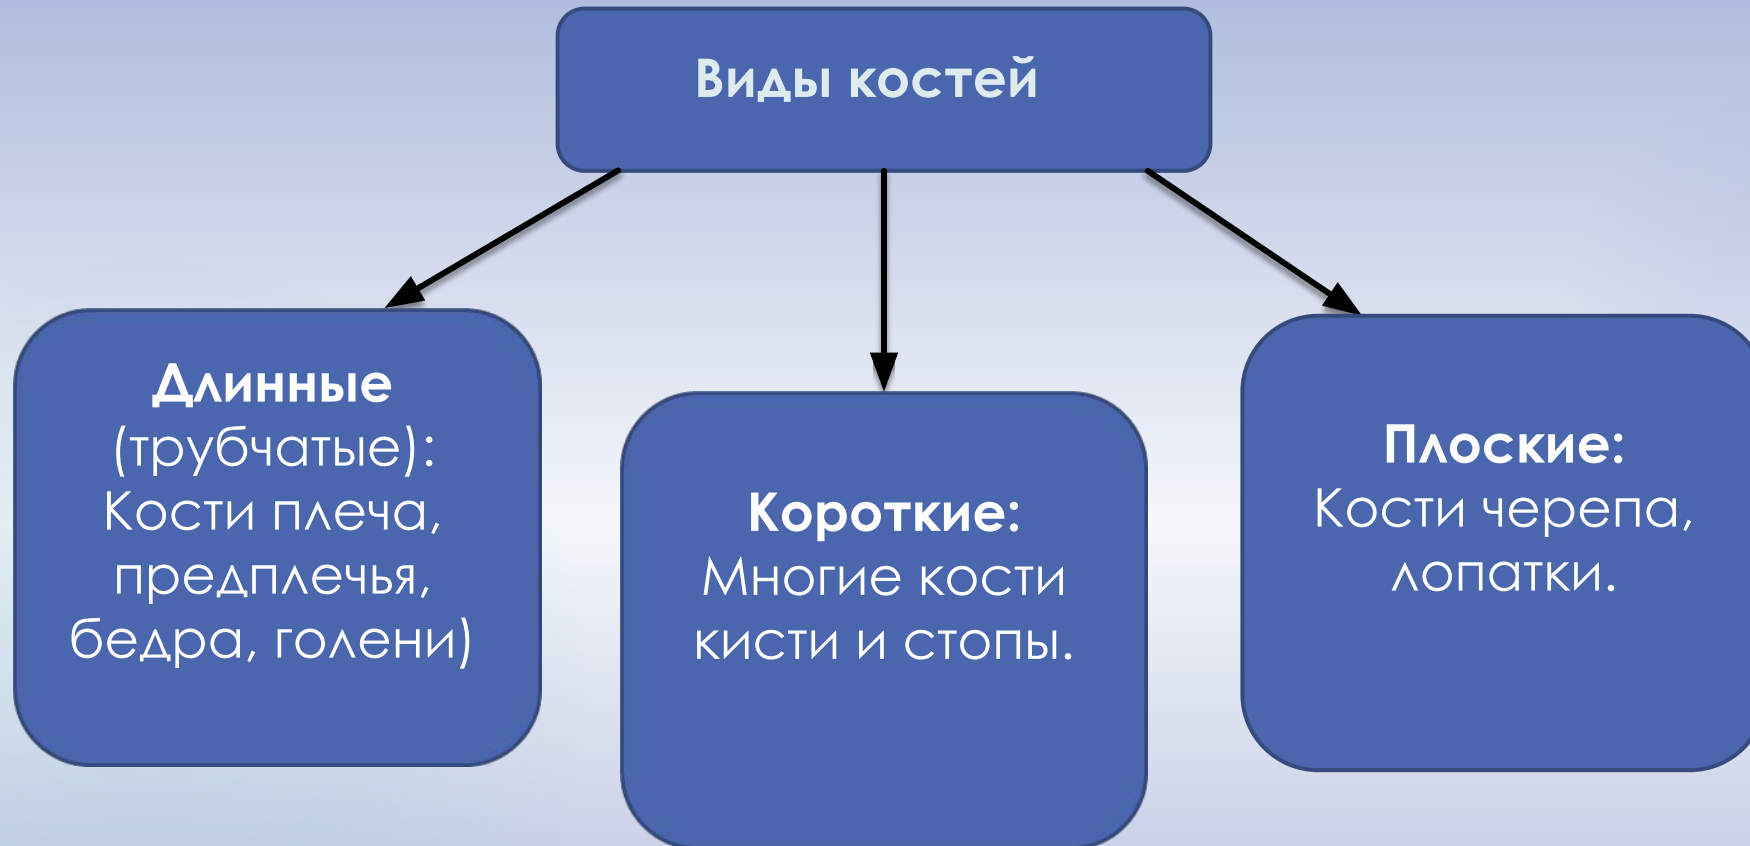 Виды костей
Длинные
(трубчатые):
Кости плеча,
предплечья,
бедра, голени)
Короткие:
Многие кости
кисти и стопы.
Плоские:
Кости черепа,
лопатки.